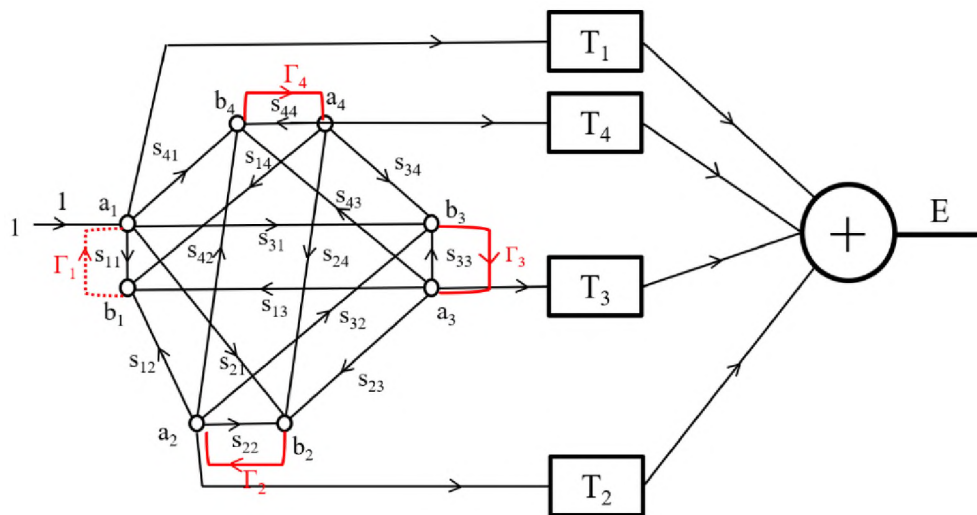 T₁
Γ₄
b₄
a₄
s₄₄
T₄
s₄₁
s₁₄
s₃₄
1
1
a₁
s₄₃
b₃
E
s₃₁
+
Γ₁
s₁₁
s₄₂
s₂₄
s₃₃
Γ₃
b₁
s₁₃
a₃
T₃
s₃₂
s₁₂
s₂₁
s₂₃
a₂
s₂₂
b₂
Γ₂
T₂